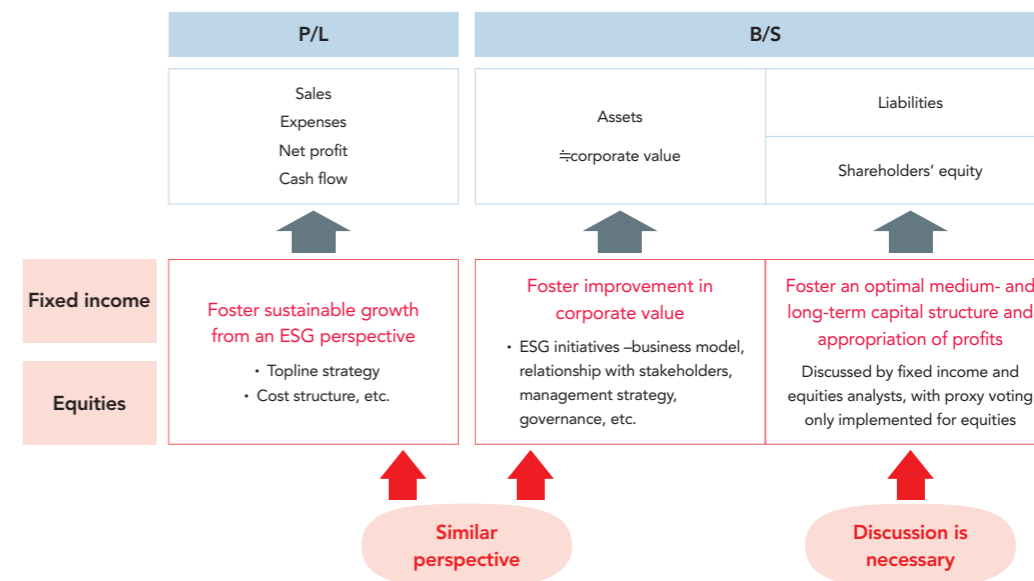 P/L
B/S
Sales
Expenses
Net profit
Cash flow
Assets
≒corporate value
Liabilities
Shareholders’ equity
Fixed income
Equities
Foster sustainable growth
from an ESG perspective
・Topline strategy
・Cost structure, etc.
Foster improvement in
corporate value
・ESG initiatives –business model,
relationship with stakeholders,
management strategy,
governance, etc.
Foster an optimal medium- and
long-term capital structure and
appropriation of profits
Discussed by fixed income and
equities analysts, with proxy voting
only implemented for equities
Similar
perspective
Discussion is
necessary